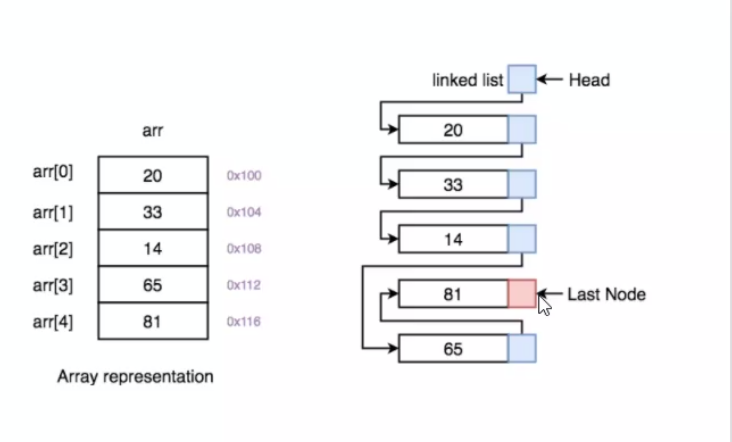 linked list
Head
arr
20
arr[0] 20 0x100
33
arr[1] 33 0x104
14
arr[2] 14 0x108
arr[3] 65 0x112
81
Last Node
arr[4] 81 0x116
65
Array representation